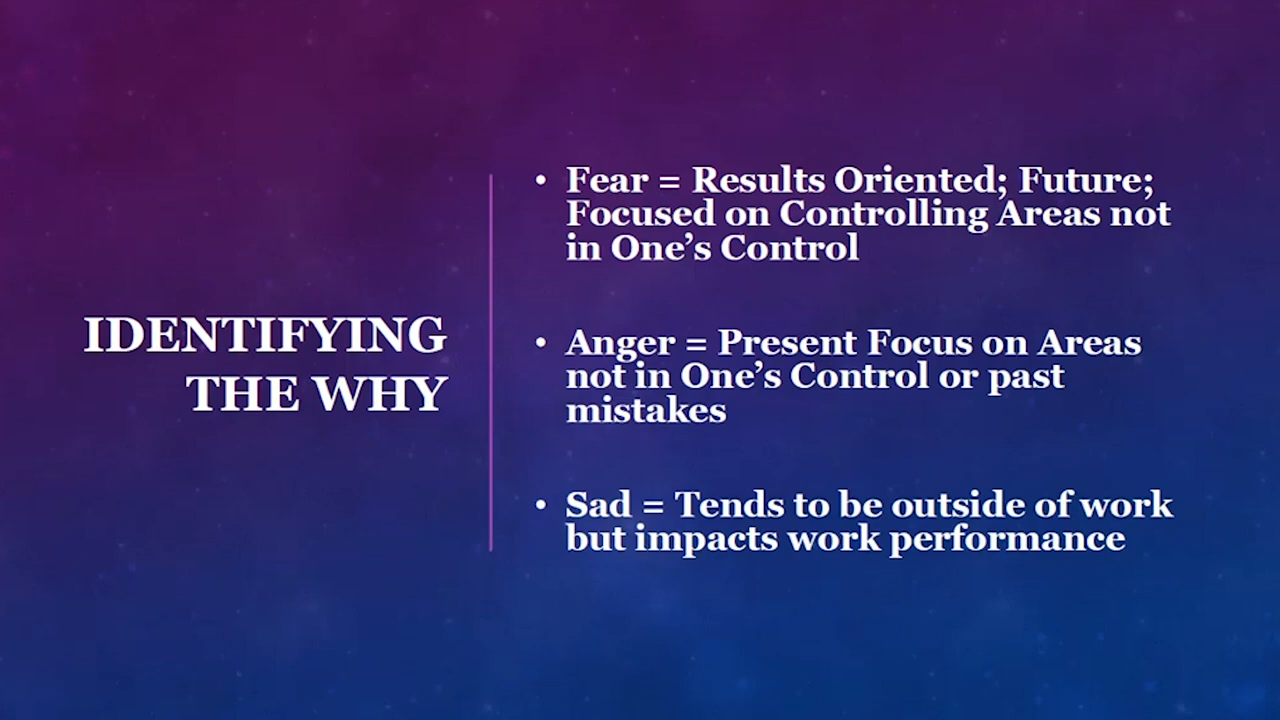 IDENTIFYING
THE WHY
• Fear = Results Oriented; Future;
Focused on Controlling Areas not
in One’s Control
• Anger = Present Focus on Areas
not in One’s Control or past
mistakes
• Sad = Tends to be outside of work
but impacts work performance